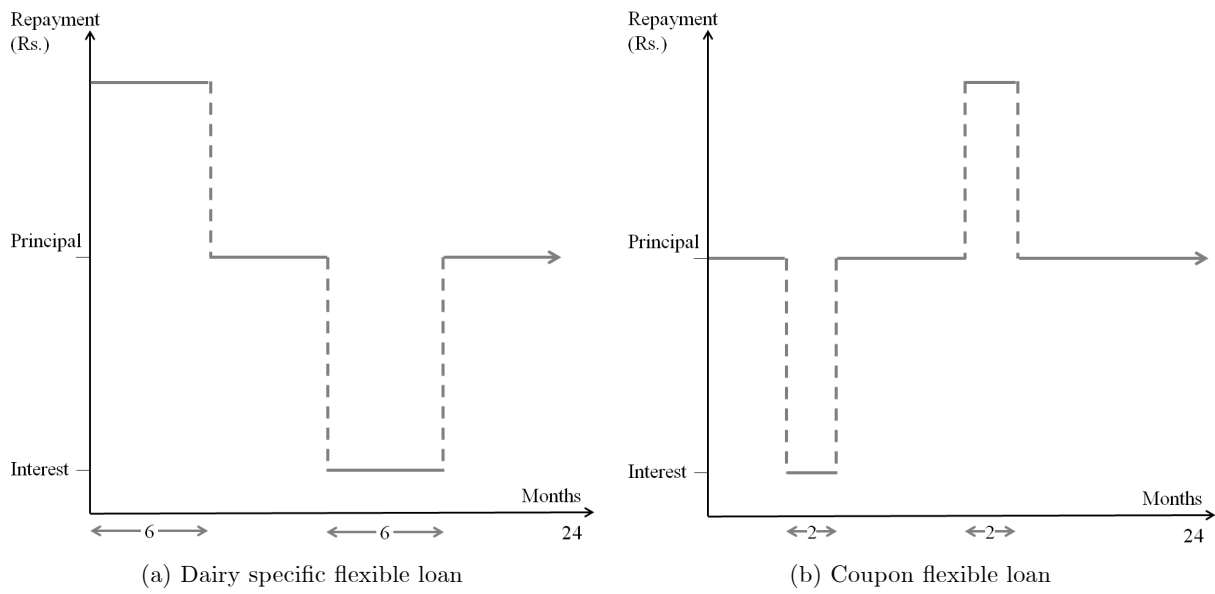 Repayment
(Rs.)
Principal
Interest
Months
6
6
24
(a) Dairy specific flexible loan
Repayment
(Rs.)
Principal
Interest
Months
2
2
24
(b) Coupon flexible loan